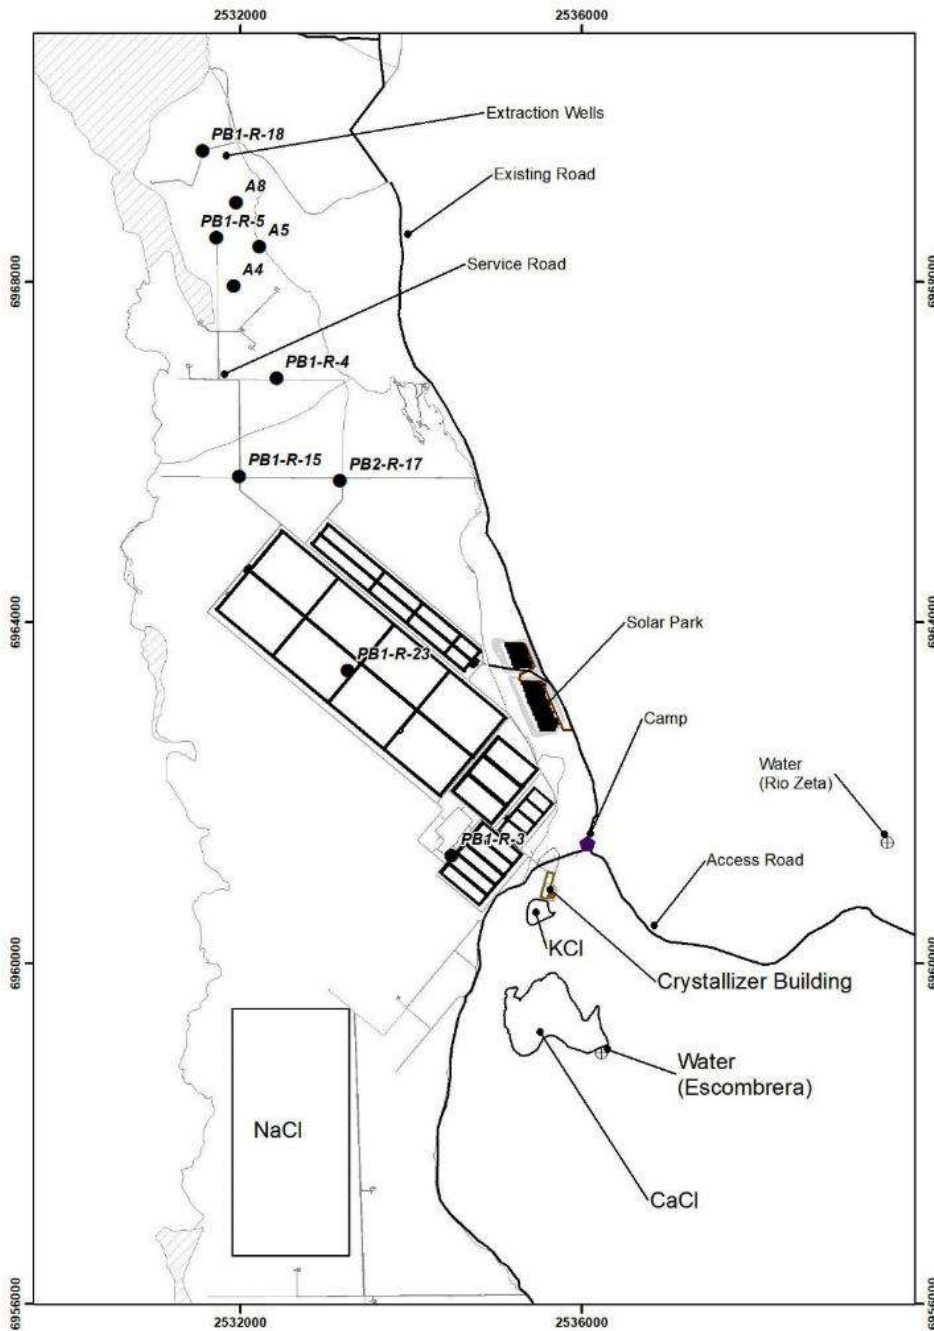 2532000
2536000
PB1-R-18
Extraction Wells
A8
Existing Road
PB1-R-5
A5
Service Road
A4
6968000
6968000
PB1-R-4
PB1-R-15
PB2-R-17
6964000
6964000
Solar Park
PB1-R-23
Camp
Water
(Rio Zeta)
PB1-R-3
Access Road
KCl
6960000
6960000
Crystallizer Building
Water
(Escombrera)
NaCl
CaCl
6956000
6956000
2532000
2536000